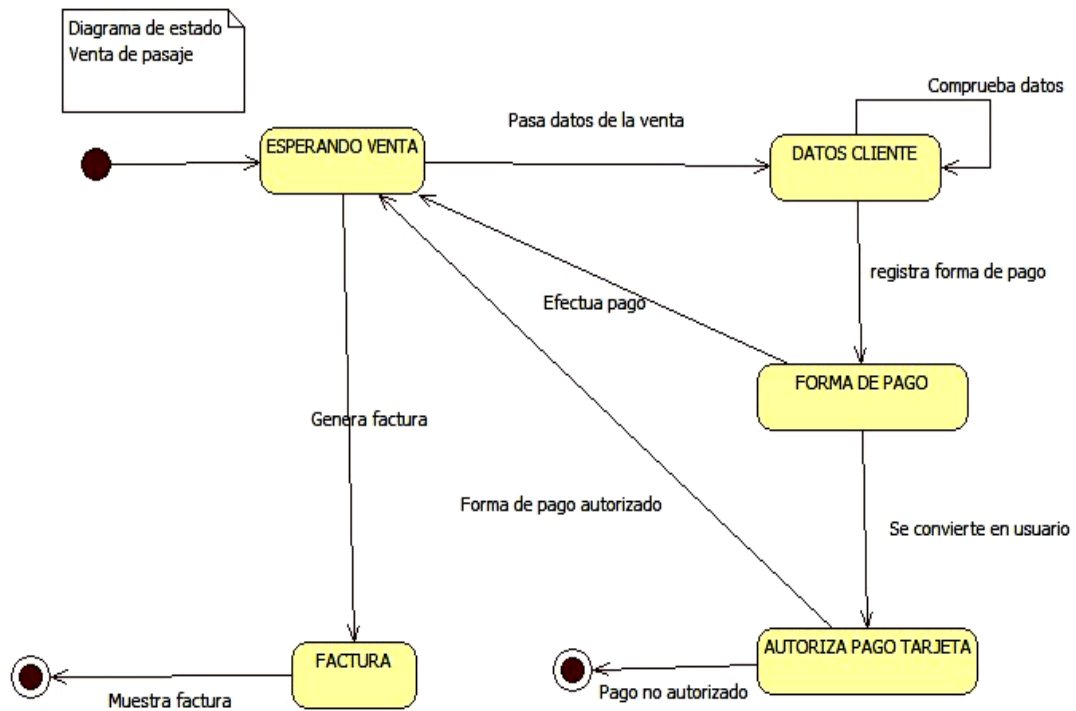 Diagrama de estado
Venta de pasaje
Comprueba datos
Pasa datos de la venta
ESPERANDO VENTA
DATOS CLIENTE
registra forma de pago
Efectua pago
FORMA DE PAGO
Genera factura
Forma de pago autorizado
Se convierte en usuario
AUTORIZA PAGO TARJETA
FACTURA
Pago no autorizado
Muestra factura